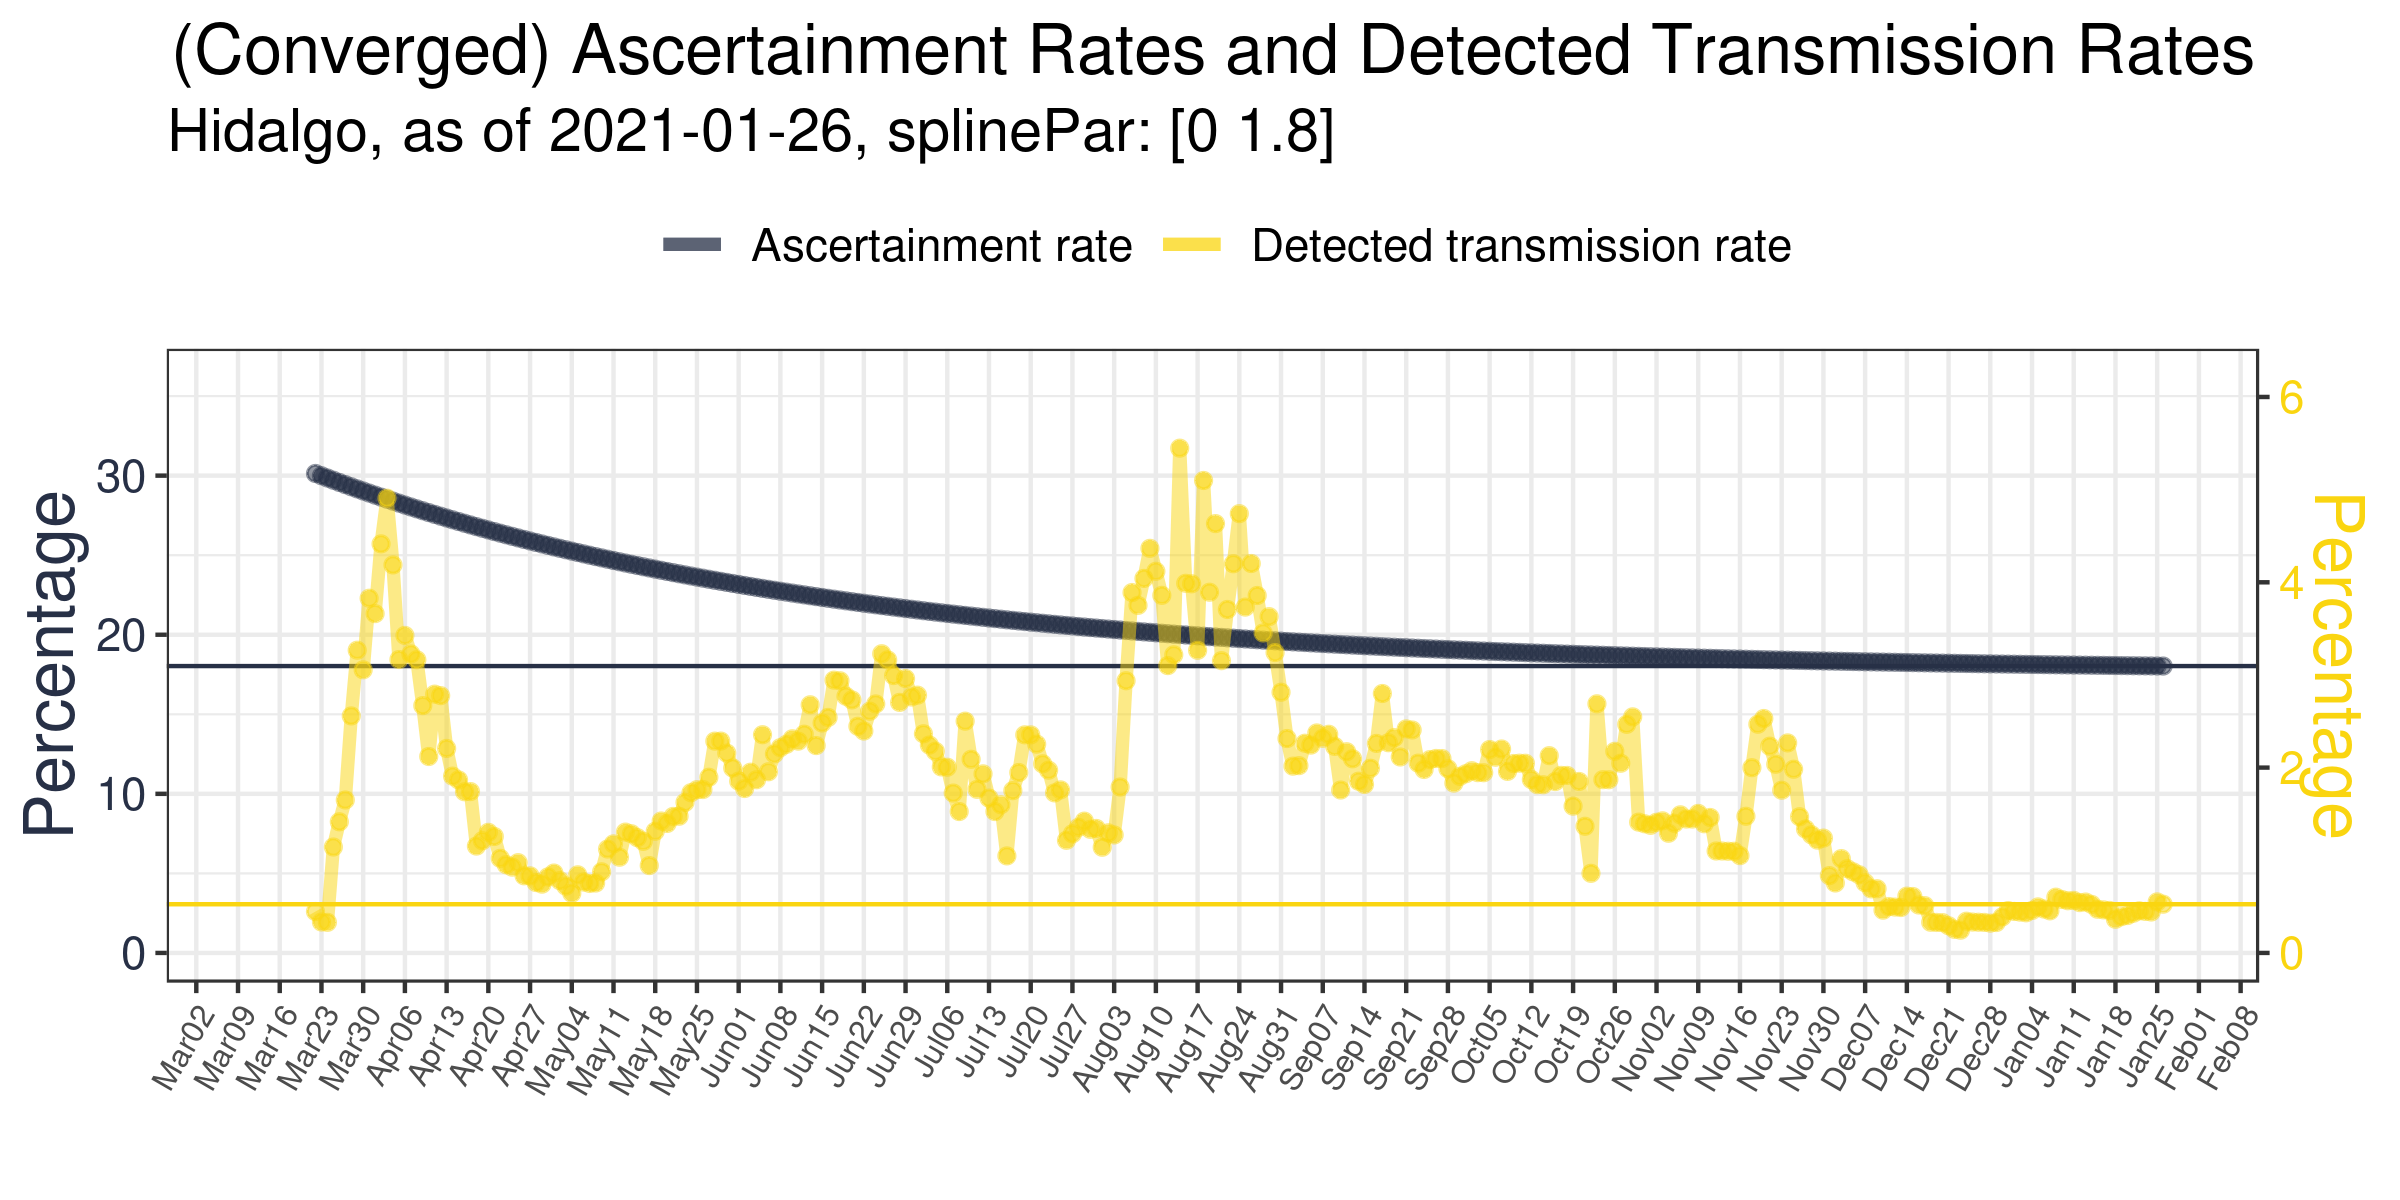 (Converged) Ascertainment Rates and Detected Transmission Rates
Hidalgo, as of 2021-01-26, splinePar: [0 1.8]
Ascertainment rate
Detected transmission rate
Percentage
30
20
10
0
6
4
2
0
Percentage
Mar02
Mar09
Mar16
Mar23
Mar30
Apr06
Apr13
Apr20
Apr27
May04
May11
May18
May25
Jun01
Jun08
Jun15
Jun22
Jun29
Jul06
Jul13
Jul20
Jul27
Aug03
Aug10
Aug17
Aug24
Aug31
Sep07
Sep14
Sep21
Sep28
Oct05
Oct12
Oct19
Oct26
Nov02
Nov09
Nov16
Nov23
Nov30
Dec07
Dec14
Dec21
Dec28
Jan04
Jan11
Jan18
Jan25
Feb01
Feb08